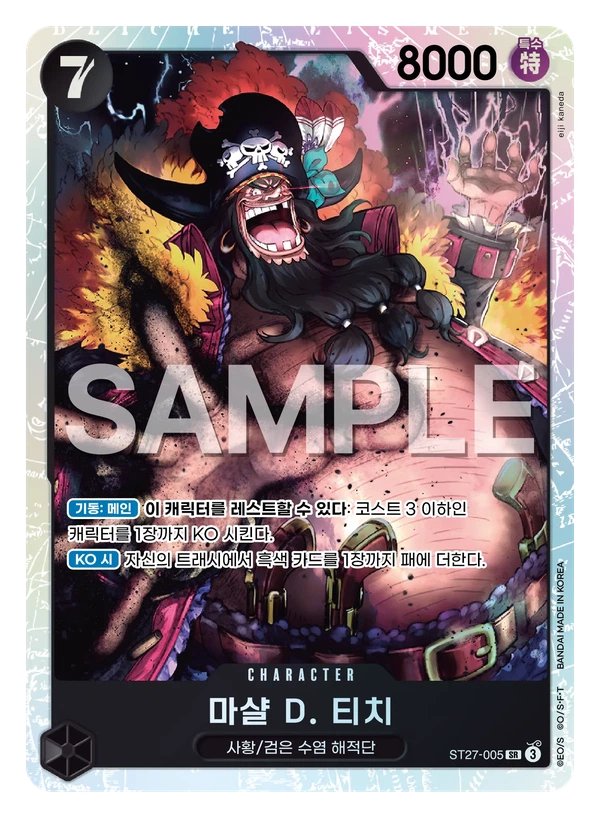 7
8000
특수
特
eiji kaneda
SAMPLE
기동: 메인 이 캐릭터를 레스트할 수 있다: 코스트 3 이하인
캐릭터를 1장까지 KO 시킨다.
KO 시 자신의 트래시에서 흑색 카드를 1장까지 패에 더한다.
CHARACTER
마샬 D. 티치
사황/검은 수염 해적단
ST27-005 SR 3
©EO/S ©O/S·F·T BANDAI MADE IN KOREA